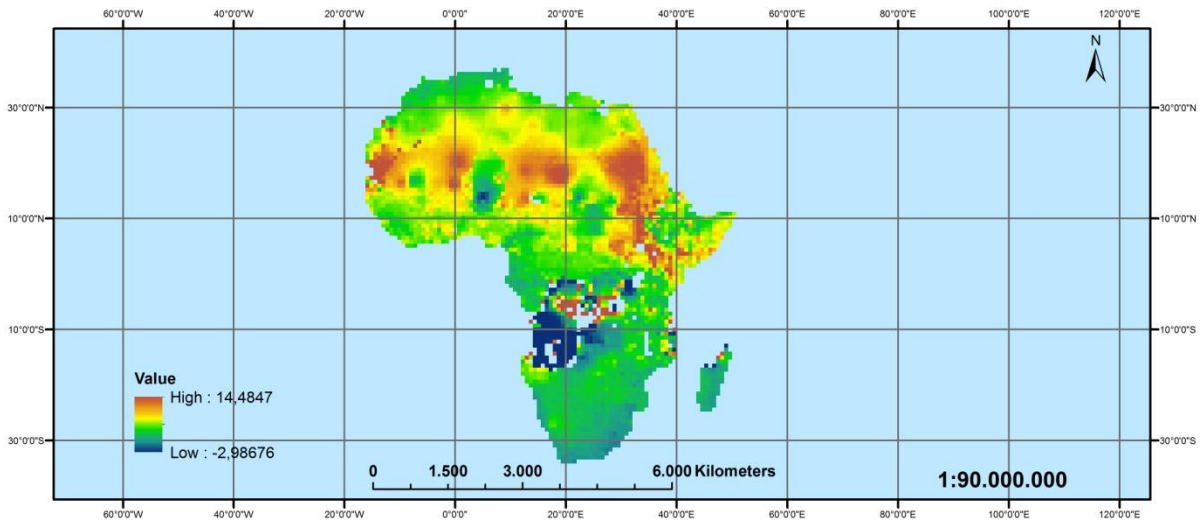 60°0'0"W 40°0'0"W 20°0'0"W 0°0'0" 20°0'0"E 40°0'0"E 60°0'0"E 80°0'0"E 100°0'0"E 120°0'0"E
N
30°0'0"N 30°0'0"N
10°0'0"N 10°0'0"N
10°0'0"S 10°0'0"S
Value
High : 14,4847
Low : -2,98676
30°0'0"S 30°0'0"S
0 1.500 3.000 6.000 Kilometers
1:90.000.000
60°0'0"W 40°0'0"W 20°0'0"W 0°0'0" 20°0'0"E 40°0'0"E 60°0'0"E 80°0'0"E 100°0'0"E 120°0'0"E